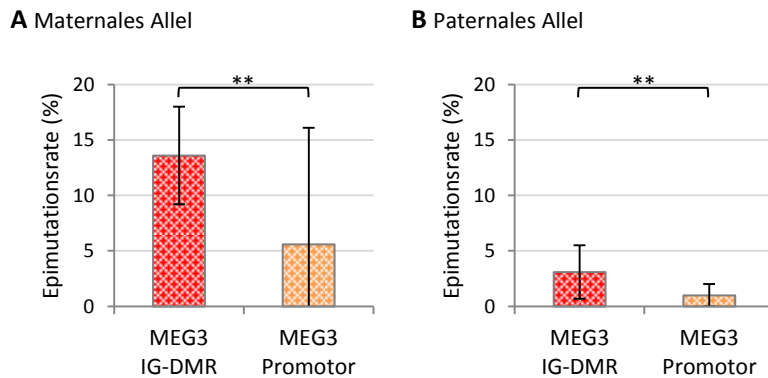 A Maternales Allel
Epimutationsrate (%)
20
15
10
5
0
**
MEG3
IG-DMR
MEG3
Promotor
B Paternales Allel
Epimutationsrate (%)
20
15
10
5
0
**
MEG3
IG-DMR
MEG3
Promotor